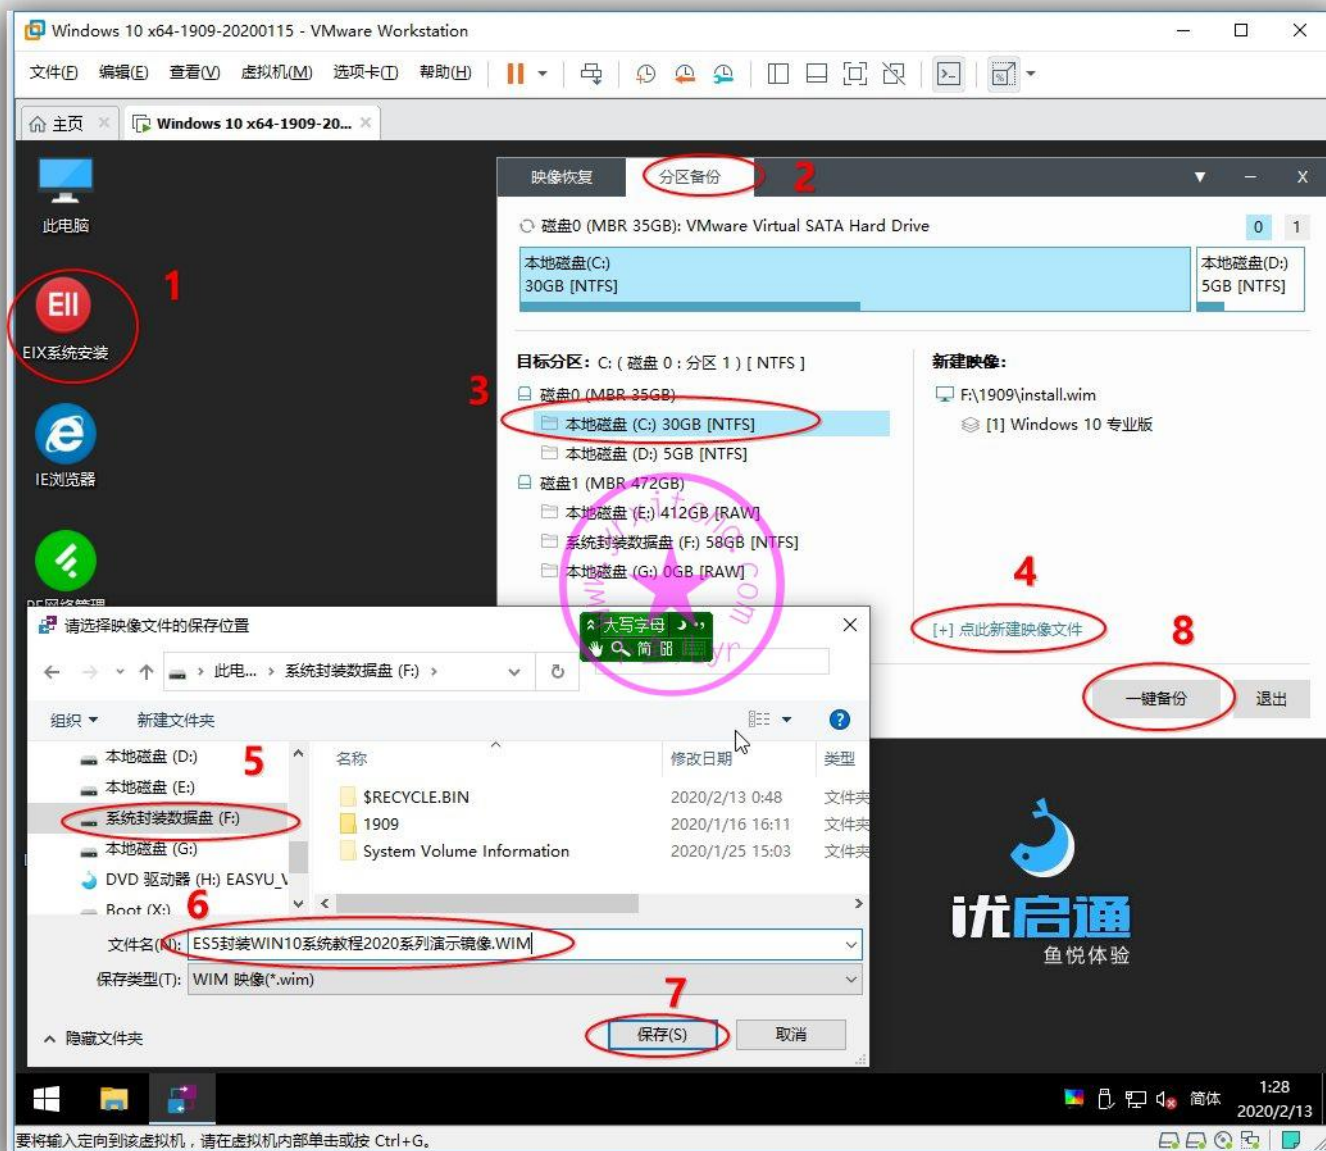 Windows 10 x64-1909-20200115 - VMware Workstation
文件(F) 编辑(E) 查看(V) 虚拟机(M) 选项卡(T) 帮助(H)
主页 Windows 10 x64-1909-20...
此电脑
1
EII
EIX系统安装
IE浏览器
PE网络管理
映像恢复 分区备份 2
磁盘0 (MBR 35GB): VMware Virtual SATA Hard Drive 0 1
本地磁盘(C:)
30GB [NTFS]
本地磁盘(D:)
5GB [NTFS]
目标分区: C: ( 磁盘 0 : 分区 1 ) [ NTFS ]
3
磁盘0 (MBR 35GB)
本地磁盘 (C:) 30GB [NTFS]
本地磁盘 (D:) 5GB [NTFS]
磁盘1 (MBR 472GB)
本地磁盘 (E:) 412GB [RAW]
系统封装数据盘 (F:) 58GB [NTFS]
本地磁盘 (G:) 0GB [RAW]
新建映像:
F:\1909\install.wim
[1] Windows 10 专业版
4
[+] 点此新建映像文件
8
一键备份 退出
www.yrxitong.com
大写字母
简
yr
请选择映像文件的保存位置
此电... › 系统封装数据盘 (F:) ›
组织 新建文件夹
5
本地磁盘 (D:)
本地磁盘 (E:)
系统封装数据盘 (F:)
本地磁盘 (G:)
DVD 驱动器 (H:) EASYU_V
Boot (X:)
名称 修改日期 类型
$RECYCLE.BIN 2020/2/13 0:48 文件夹
1909 2020/1/16 16:11 文件夹
System Volume Information 2020/1/25 15:03 文件夹
6
文件名(N): ES5封装WIN10系统教程2020系列演示镜像.WIM
保存类型(T): WIM 映像(*.wim)
7
隐藏文件夹 保存(S) 取消
优启通
鱼悦体验
简体 1:28
2020/2/13
要将输入定向到该虚拟机，请在虚拟机内部单击或按 Ctrl+G。